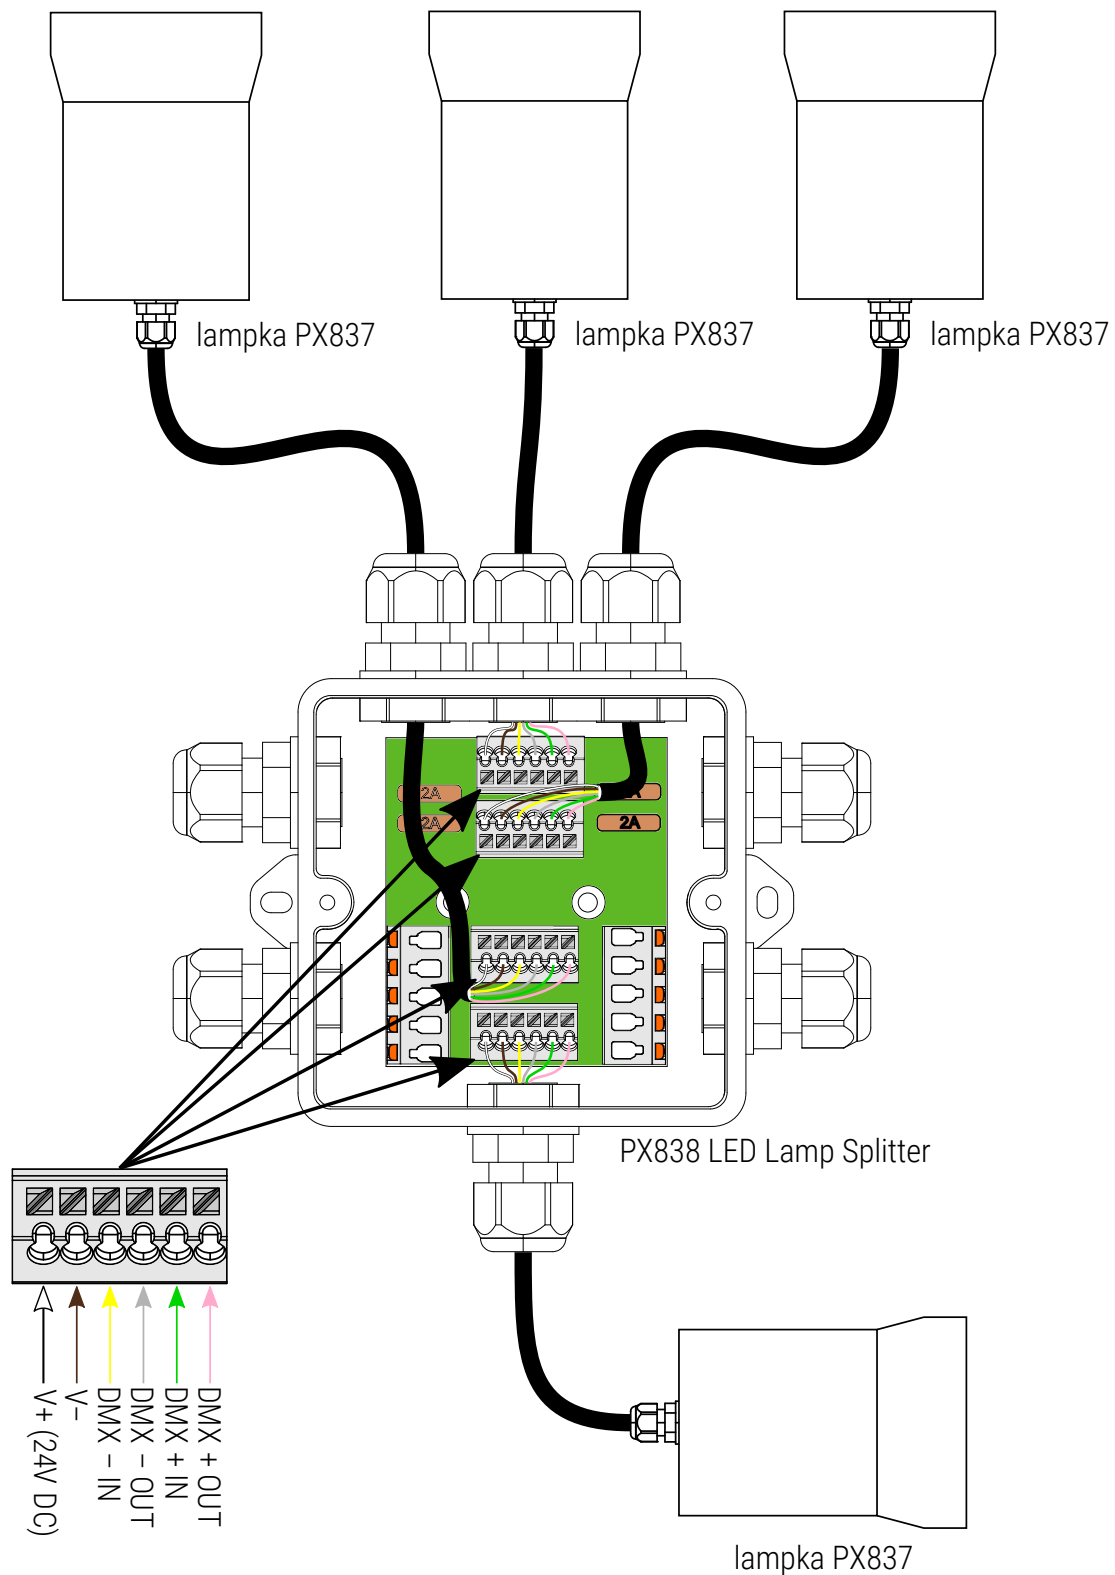 lampka PX837
lampka PX837
lampka PX837
2A
A
2A
2A
PX838 LED Lamp Splitter
V+ (24V DC)
V-
DMX - IN
DMX - OUT
DMX + IN
DMX + OUT
lampka PX837